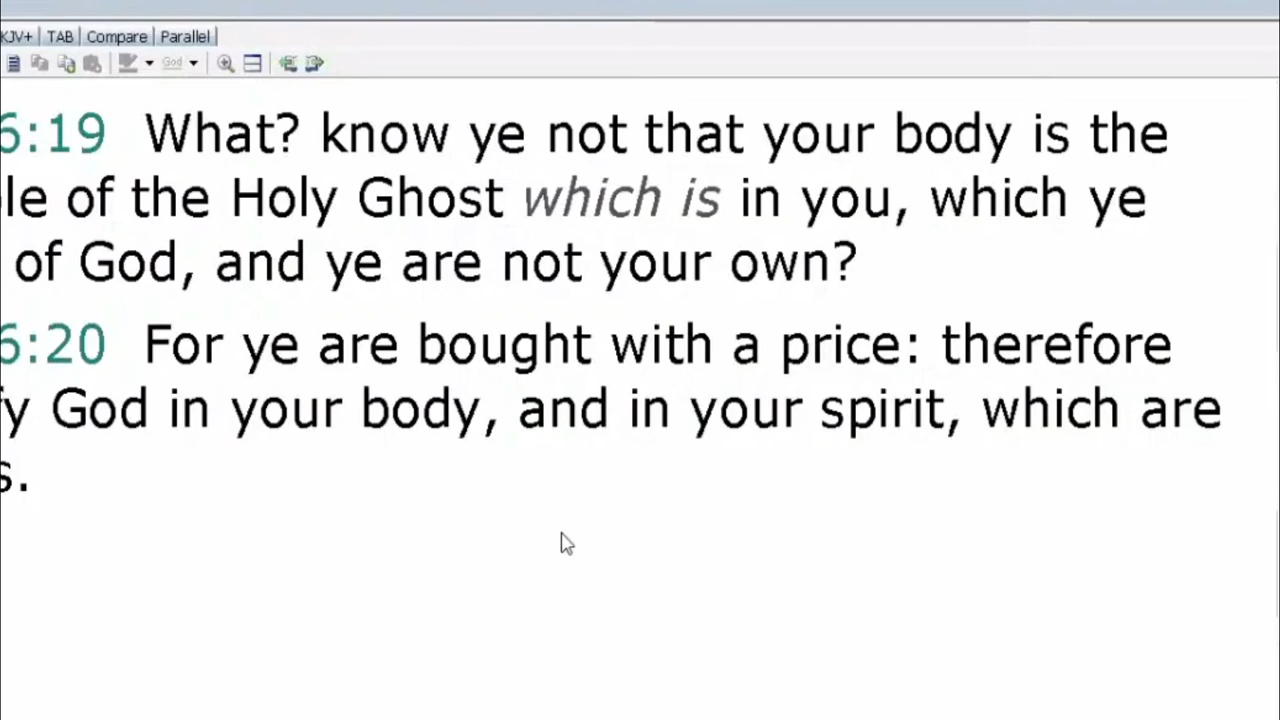 KJV+ TAB Compare Parallel
God
6:19 What? know ye not that your body is the
le of the Holy Ghost which is in you, which ye
of God, and ye are not your own?
6:20 For ye are bought with a price: therefore
fy God in your body, and in your spirit, which are
s.